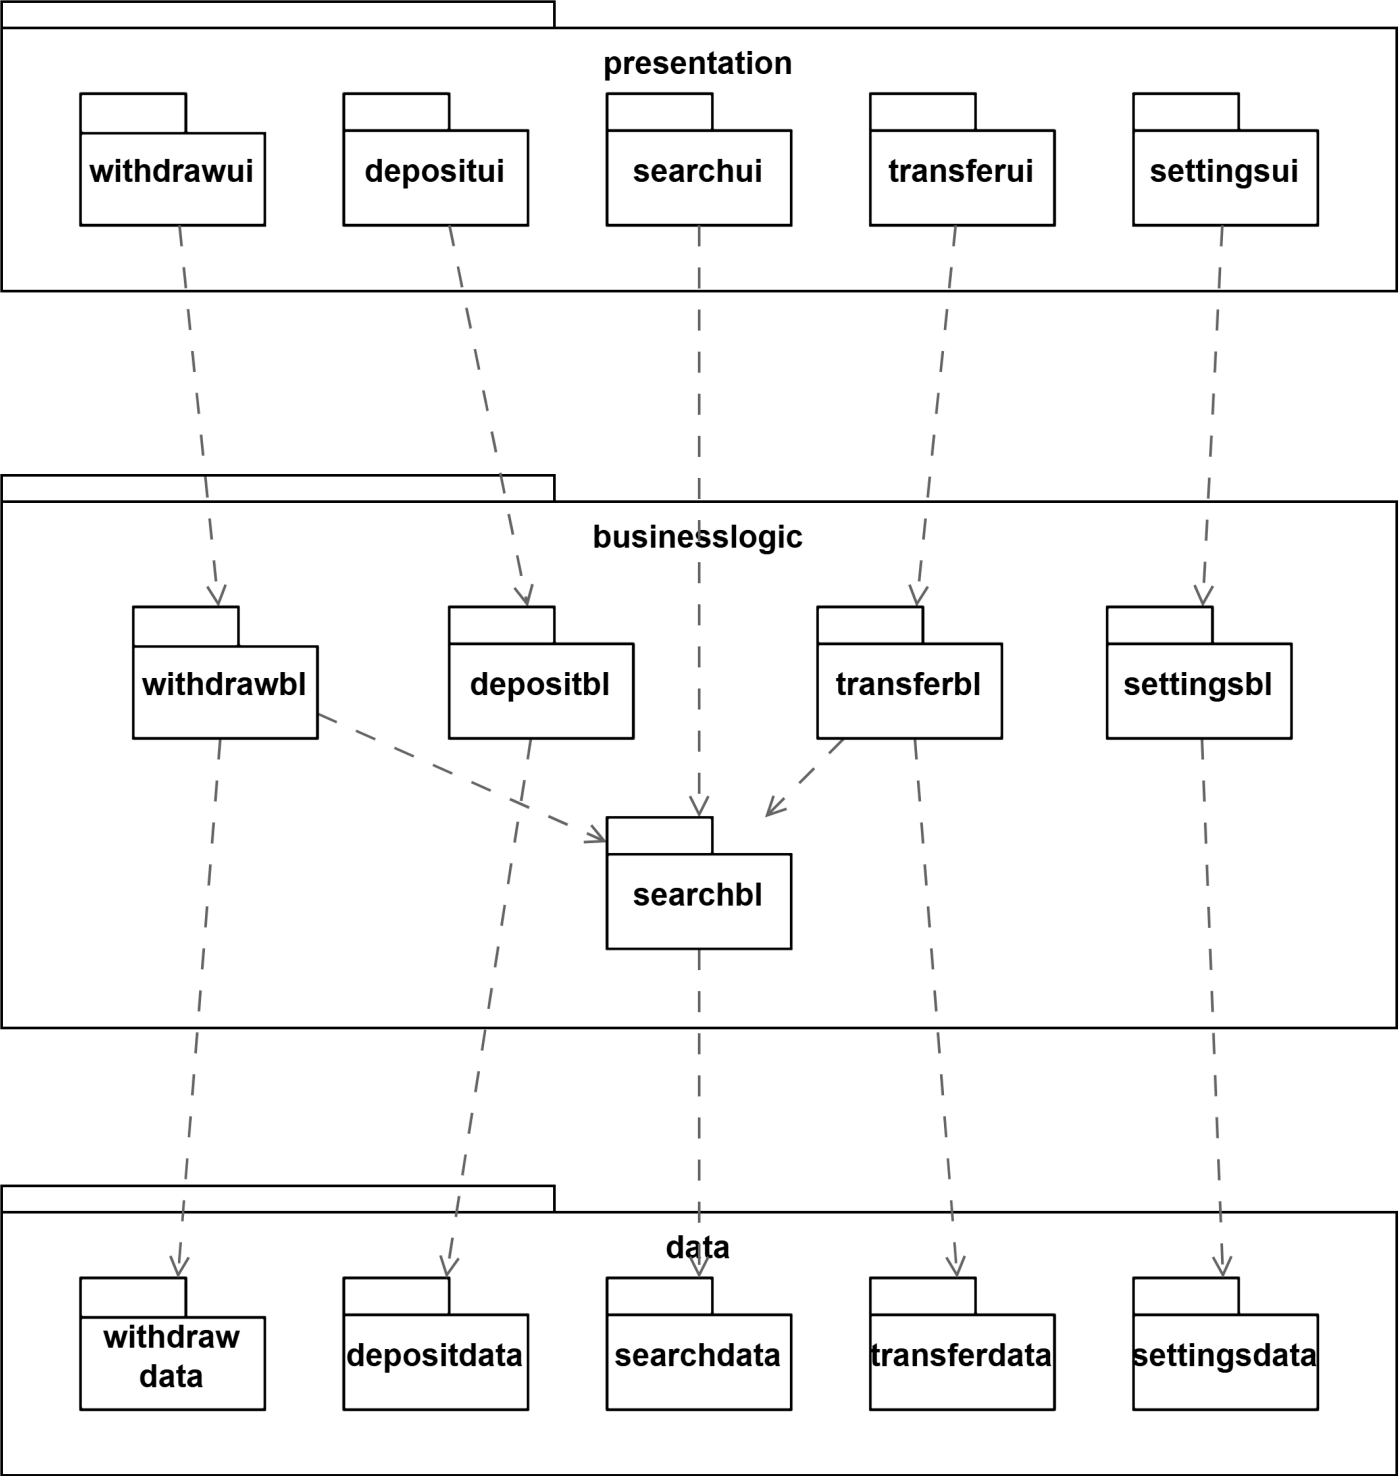 presentation
withdrawui
depositui
searchui
transferui
settingsui
businesslogic
withdrawbl
depositbl
transferbl
settingsbl
searchbl
data
withdraw
data
depositdata
searchdata
transferdata
settingsdata